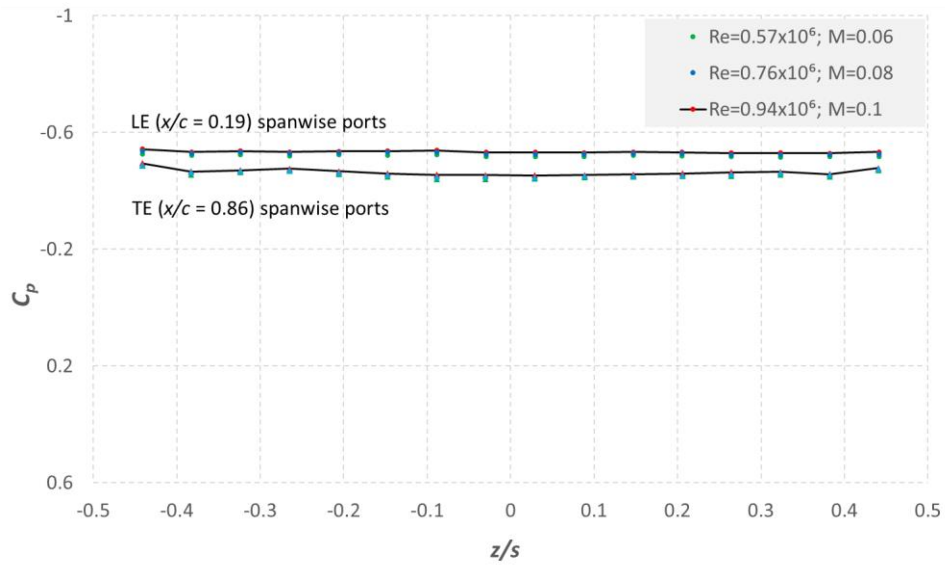 -1
Re=0.57x10⁶; M=0.06
Re=0.76x10⁶; M=0.08
Re=0.94x10⁶; M=0.1
LE (x/c = 0.19) spanwise ports
-0.6
TE (x/c = 0.86) spanwise ports
-0.2
Cp
0.2
0.6
-0.5 -0.4 -0.3 -0.2 -0.1 0 0.1 0.2 0.3 0.4 0.5
z/s